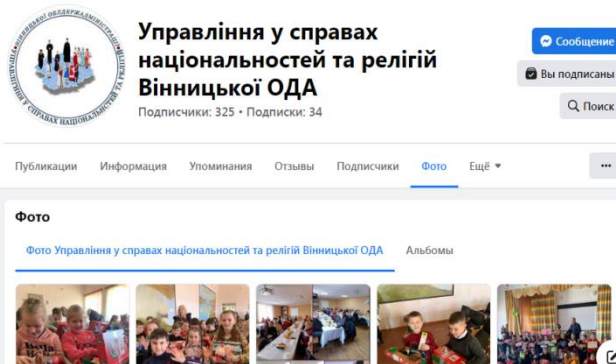 Управління у справах
національностей та релігій
Вінницької ОДА
Подписчики: 325 • Подписки: 34
Сообщение
Вы подписаны
Поиск
Публикации Информация Упоминания Отзывы Подписчики Фото Ещё
Фото
Фото Управління у справах національностей та релігій Вінницької ОДА Альбомы